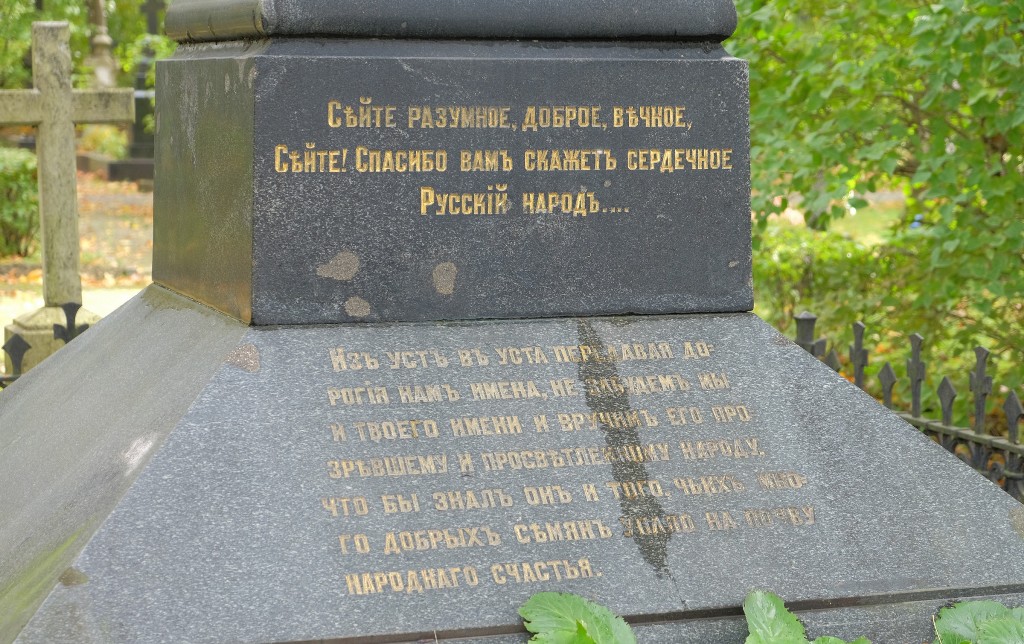 Сѣйте разумное, доброе, вѣчное,
Сѣйте! Спасибо вамъ скажетъ сердечное
Русскій народъ....
Изъ устъ въ уста передавая до-
рогія намъ имена, не забудемъ мы
и твоего имени и вручимъ его про
зрѣвшему и просвѣтленному народу,
что бы зналъ онъ и того, чьихъ мно-
го добрыхъ сѣмянъ упало на почву
народнаго счастья.